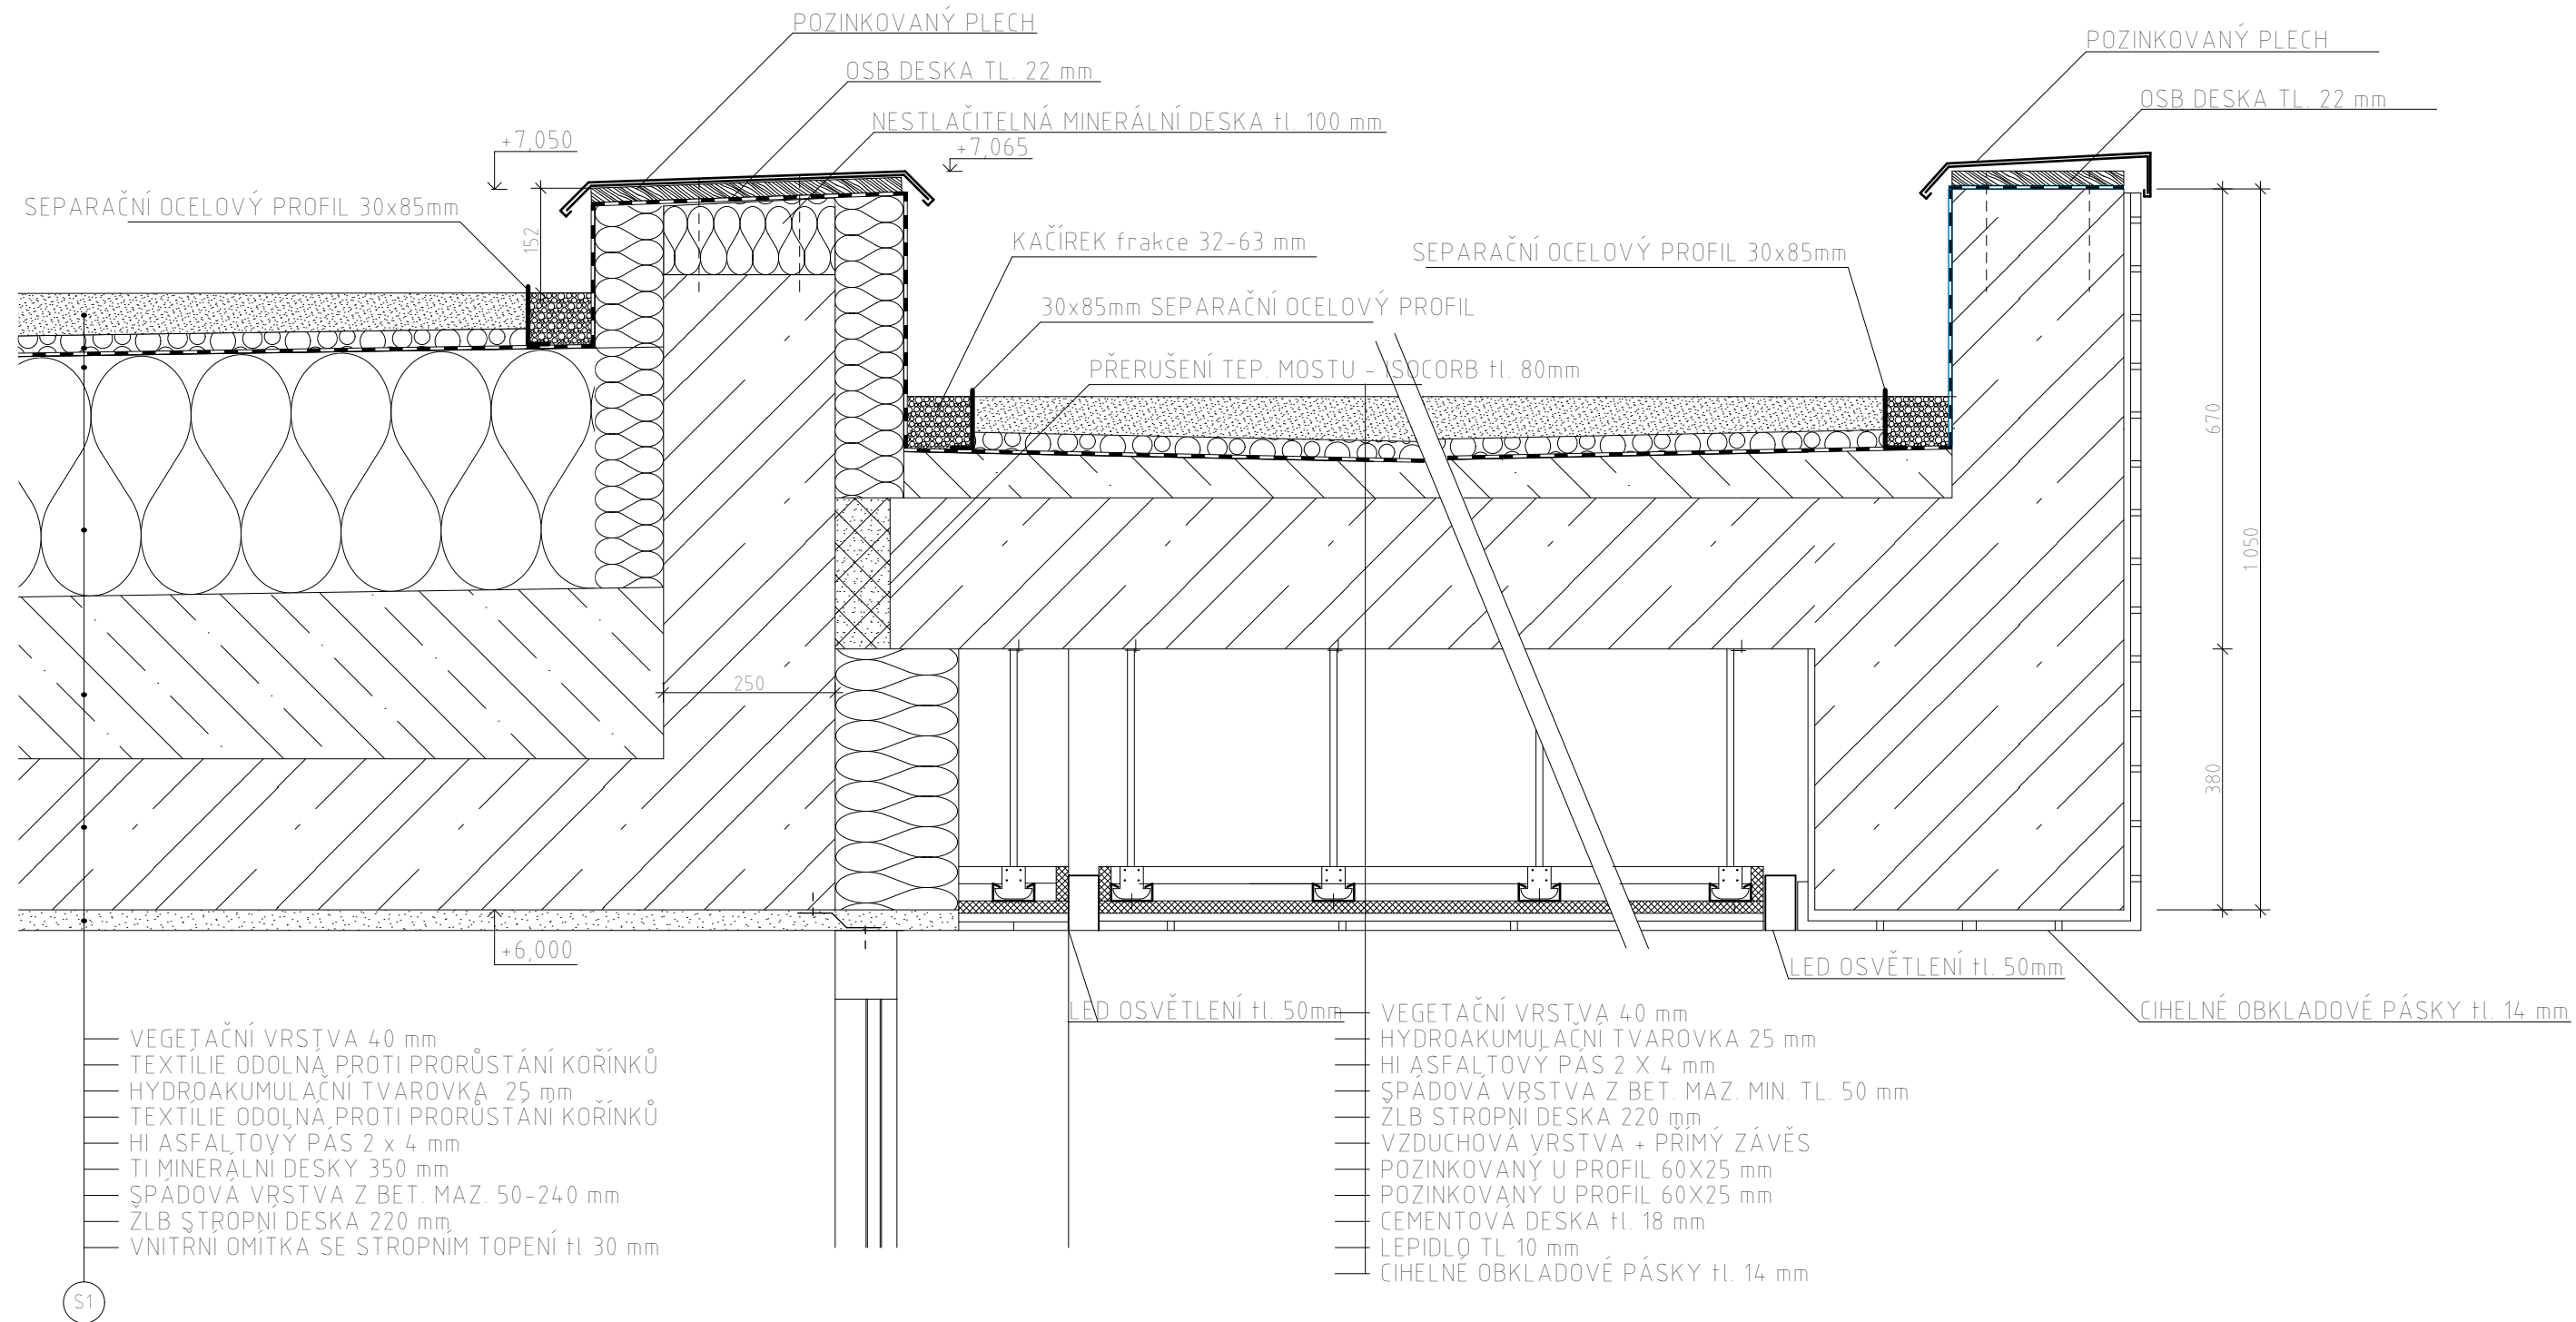 POZINKOVANÝ PLECH
OSB DESKA TL. 22 mm
NESTLAČITELNÁ MINERÁLNÍ DESKA tl. 100 mm
+7,050
+7,065
SEPARAČNÍ OCELOVÝ PROFIL 30x85mm
152
KAČÍREK frakce 32-63 mm
30x85mm SEPARAČNÍ OCELOVÝ PROFIL
PŘERUŠENÍ TEP. MOSTU - ISOCORB tl. 80mm
POZINKOVANÝ PLECH
OSB DESKA TL. 22 mm
SEPARAČNÍ OCELOVÝ PROFIL 30x85mm
670
1 050
380
250
+6,000
LED OSVĚTLENÍ tl. 50mm
LED OSVĚTLENÍ tl. 50mm
CIHELNÉ OBKLADOVÉ PÁSKY tl. 14 mm
VEGETAČNÍ VRSTVA 40 mm
TEXTÍLIE ODOLNÁ PROTI PRORŮSTÁNÍ KOŘÍNKŮ
HYDROAKUMULAČNÍ TVAROVKA 25 mm
TEXTÍLIE ODOLNÁ PROTI PRORŮSTÁNÍ KOŘÍNKŮ
HI ASFALTOVÝ PÁS 2 x 4 mm
TI MINERÁLNÍ DESKY 350 mm
SPÁDOVÁ VRSTVA Z BET. MAZ. 50-240 mm
ŽLB STROPNÍ DESKA 220 mm
VNITRNÍ OMÍTKA SE STROPNÍM TOPENÍ tl 30 mm
S1
VEGETAČNÍ VRSTVA 40 mm
HYDROAKUMULAČNÍ TVAROVKA 25 mm
HI ASFALTOVÝ PÁS 2 X 4 mm
SPÁDOVÁ VRSTVA Z BET. MAZ. MIN. TL. 50 mm
ŽLB STROPNÍ DESKA 220 mm
VZDUCHOVÁ VRSTVA + PŘÍMÝ ZÁVĚS
POZINKOVANÝ U PROFIL 60X25 mm
POZINKOVANÝ U PROFIL 60X25 mm
CEMENTOVÁ DESKA tl. 18 mm
LEPIDLO TL 10 mm
CIHELNÉ OBKLADOVÉ PÁSKY tl. 14 mm